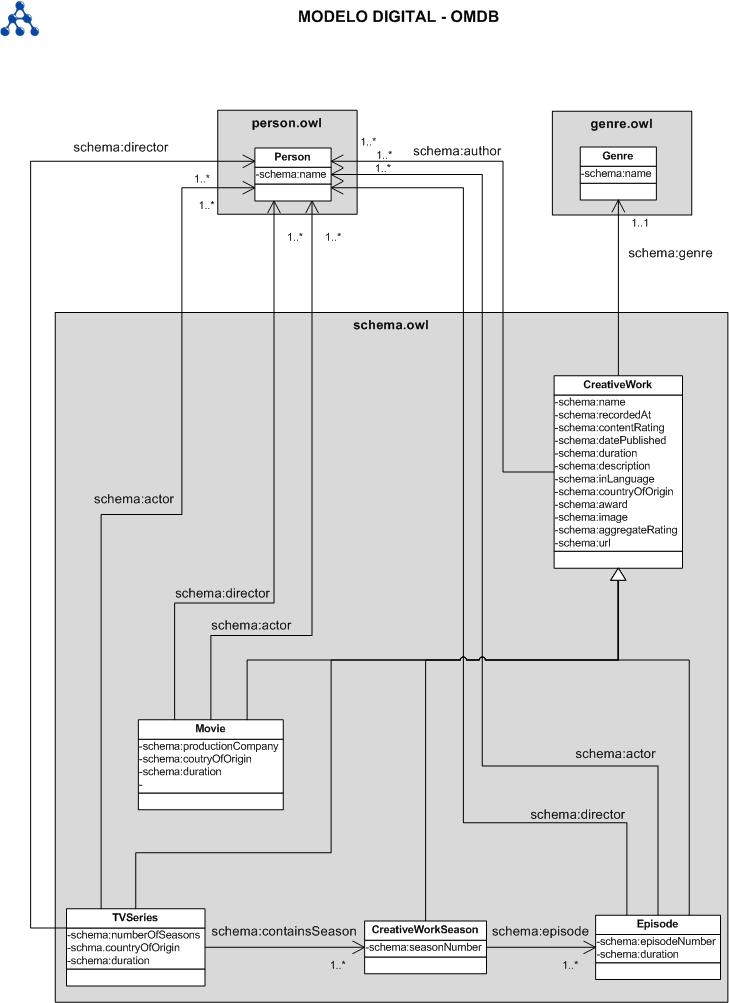 MODELO DIGITAL - OMDB
person.owl
genre.owl
schema:director
Person
-schema:name
1..*
1..*
1..*
schema:author
Genre
-schema:name
1..*
1..*
1..*
1..*
1..1
schema:genre
schema.owl
CreativeWork
-schema:name
-schema:recordedAt
-schema:contentRating
-schema:datePublished
-schema:duration
-schema:description
-schema:inLanguage
-schema:countryOfOrigin
-schema:award
-schema:image
-schema:aggregateRating
-schema:url
schema:actor
schema:director
schema:actor
Movie
-schema:productionCompany
-schema:coutryOfOrigin
-schema:duration
-
schema:actor
schema:director
TVSeries
-schema:numberOfSeasons
-schma.countryOfOrigin
-schema:duration
schema:containsSeason
1..*
CreativeWorkSeason
-schema:seasonNumber
schema:episode
1..*
Episode
-schema:episodeNumber
-schema:duration